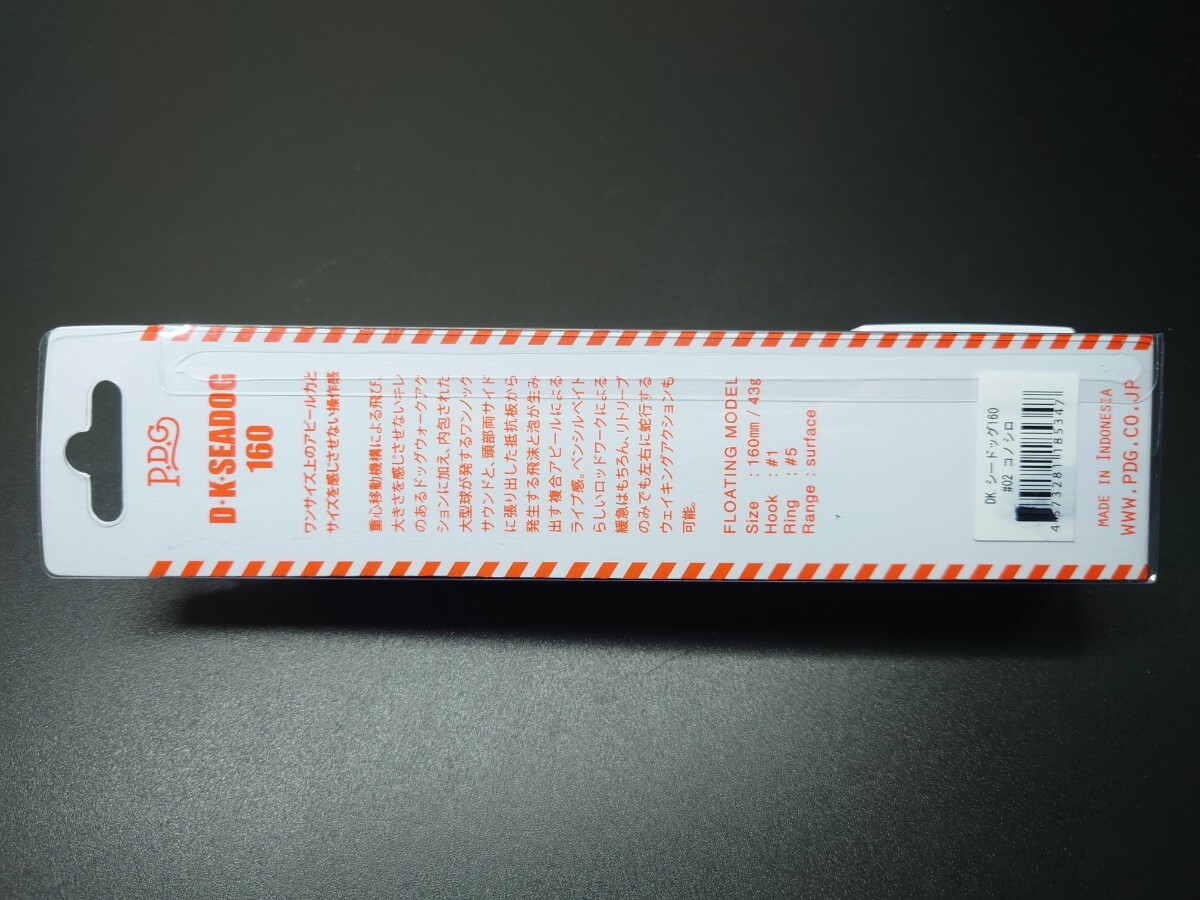 P.D.G
D★K★SEADOG
160
ワンサイズ上のアピール力と
サイズを感じさせない操作感
重心移動機構による飛び、
大きさを感じさせないキレ
のあるドッグウォークアク
ションに加え、内包された
大型球が発するワンノック
サウンドと、頭部両サイド
に張り出した抵抗板から
発生する飛沫と泡が生み
出す複合アピールによる
ライブ感。ペンシルベイト
らしいロッドワークによる
緩急はもちろん、リトリーブ
のみでも左右に蛇行する
ウェイキングアクションも
可能。
FLOATING MODEL
Size : 160mm / 43g
Hook : #1
Ring : #5
Range : surface
DK. シードッグ160
#02 コノシロ
4573281185347
MADE IN INDONESIA
WWW.PDG.CO.JP